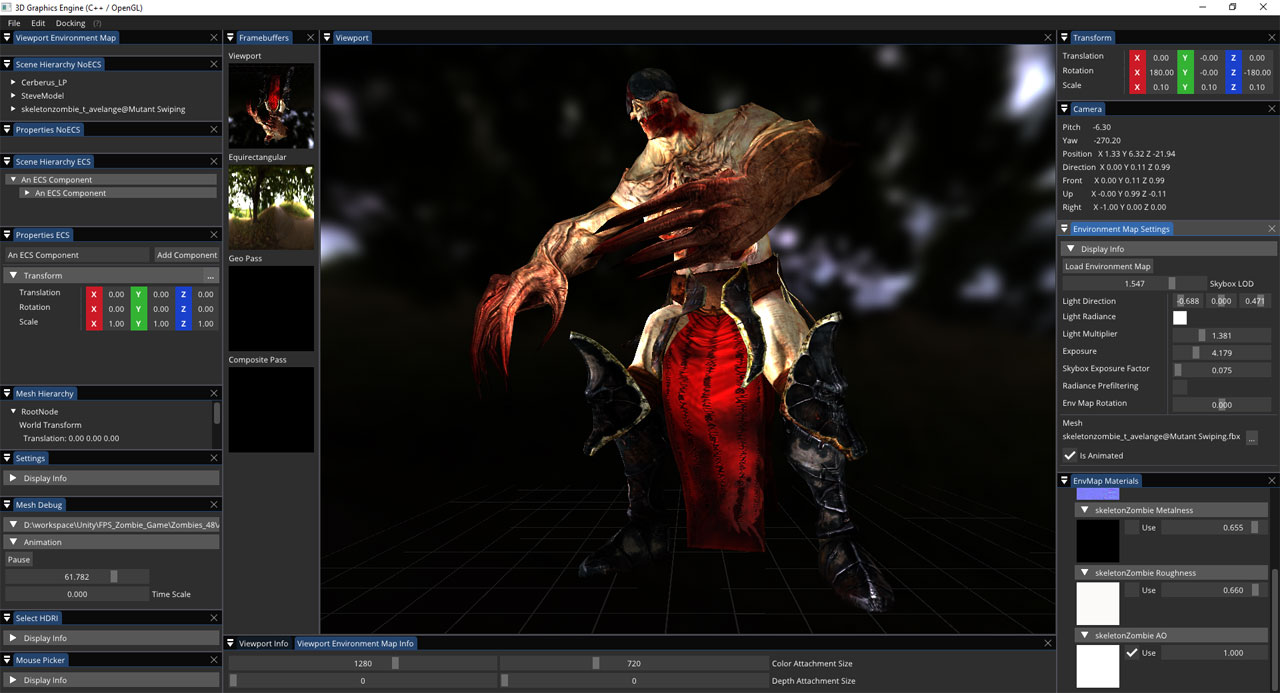 3D Graphics Engine (C++ / OpenGL)
File Edit Docking (?)
Viewport Environment Map
Scene Hierarchy NoECS
Cerberus_LP
SteveModel
skeletonzombie_t_avelange@Mutant Swiping
Properties NoECS
Scene Hierarchy ECS
An ECS Component
An ECS Component
Properties ECS
An ECS Component Add Component
Transform ...
Translation X 0.00 Y 0.00 Z 0.00
Rotation X 0.00 Y 0.00 Z 0.00
Scale X 1.00 Y 1.00 Z 1.00
Mesh Hierarchy
RootNode
World Transform
Translation: 0.00 0.00 0.00
Settings
Display Info
Mesh Debug
D:\workspace\Unity\FPS_Zombie_Game\Zombies_48\
Animation
Pause
61.782
0.000 Time Scale
Select HDRI
Display Info
Mouse Picker
Display Info
Framebuffers
Viewport
Equirectangular
Geo Pass
Composite Pass
Viewport
Viewport Info Viewport Environment Map Info
1280 720 Color Attachment Size
0 0 Depth Attachment Size
Transform
Translation X 0.00 Y -0.00 Z 0.00
Rotation X 180.00 Y -0.00 Z -180.00
Scale X 0.10 Y 0.10 Z 0.10
Camera
Pitch -6.30
Yaw -270.20
Position X 1.33 Y 6.32 Z -21.94
Direction X 0.00 Y 0.11 Z 0.99
Front X 0.00 Y 0.11 Z 0.99
Up X -0.00 Y 0.99 Z -0.11
Right X -1.00 Y 0.00 Z 0.00
Environment Map Settings
Display Info
Load Environment Map
1.547 Skybox LOD
Light Direction -0.688 0.000 0.471
Light Radiance
Light Multiplier 1.381
Exposure 4.179
Skybox Exposure Factor 0.075
Radiance Prefiltering
Env Map Rotation 0.000
Mesh
skeletonzombie_t_avelange@Mutant Swiping.fbx ...
Is Animated
EnvMap Materials
skeletonZombie Metalness
Use 0.655
skeletonZombie Roughness
Use 0.660
skeletonZombie AO
Use 1.000